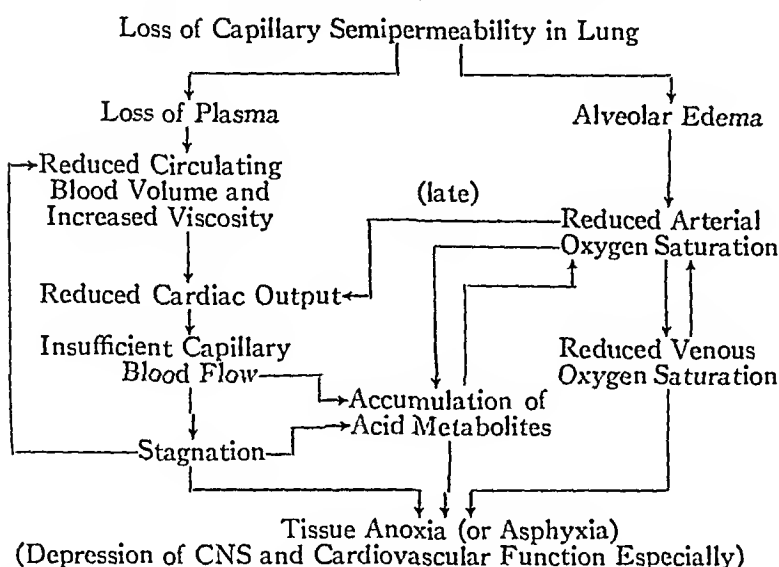 Loss of Capillary Semipermeability in Lung
Loss of Plasma
Alveolar Edema
Reduced Circulating
Blood Volume and
Increased Viscosity
(late)
Reduced Arterial
Oxygen Saturation
Reduced Cardiac Output
Insufficient Capillary
Blood Flow
Reduced Venous
Oxygen Saturation
Accumulation of
Acid Metabolites
Stagnation
Tissue Anoxia (or Asphyxia)
(Depression of CNS and Cardiovascular Function Especially)